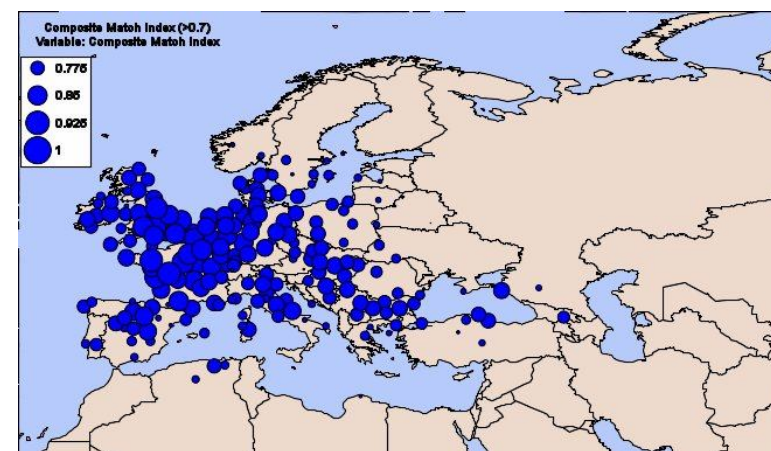 Composite Match Index (>0.7)
Variable: Composite Match Index
0.775
0.85
0.925
1